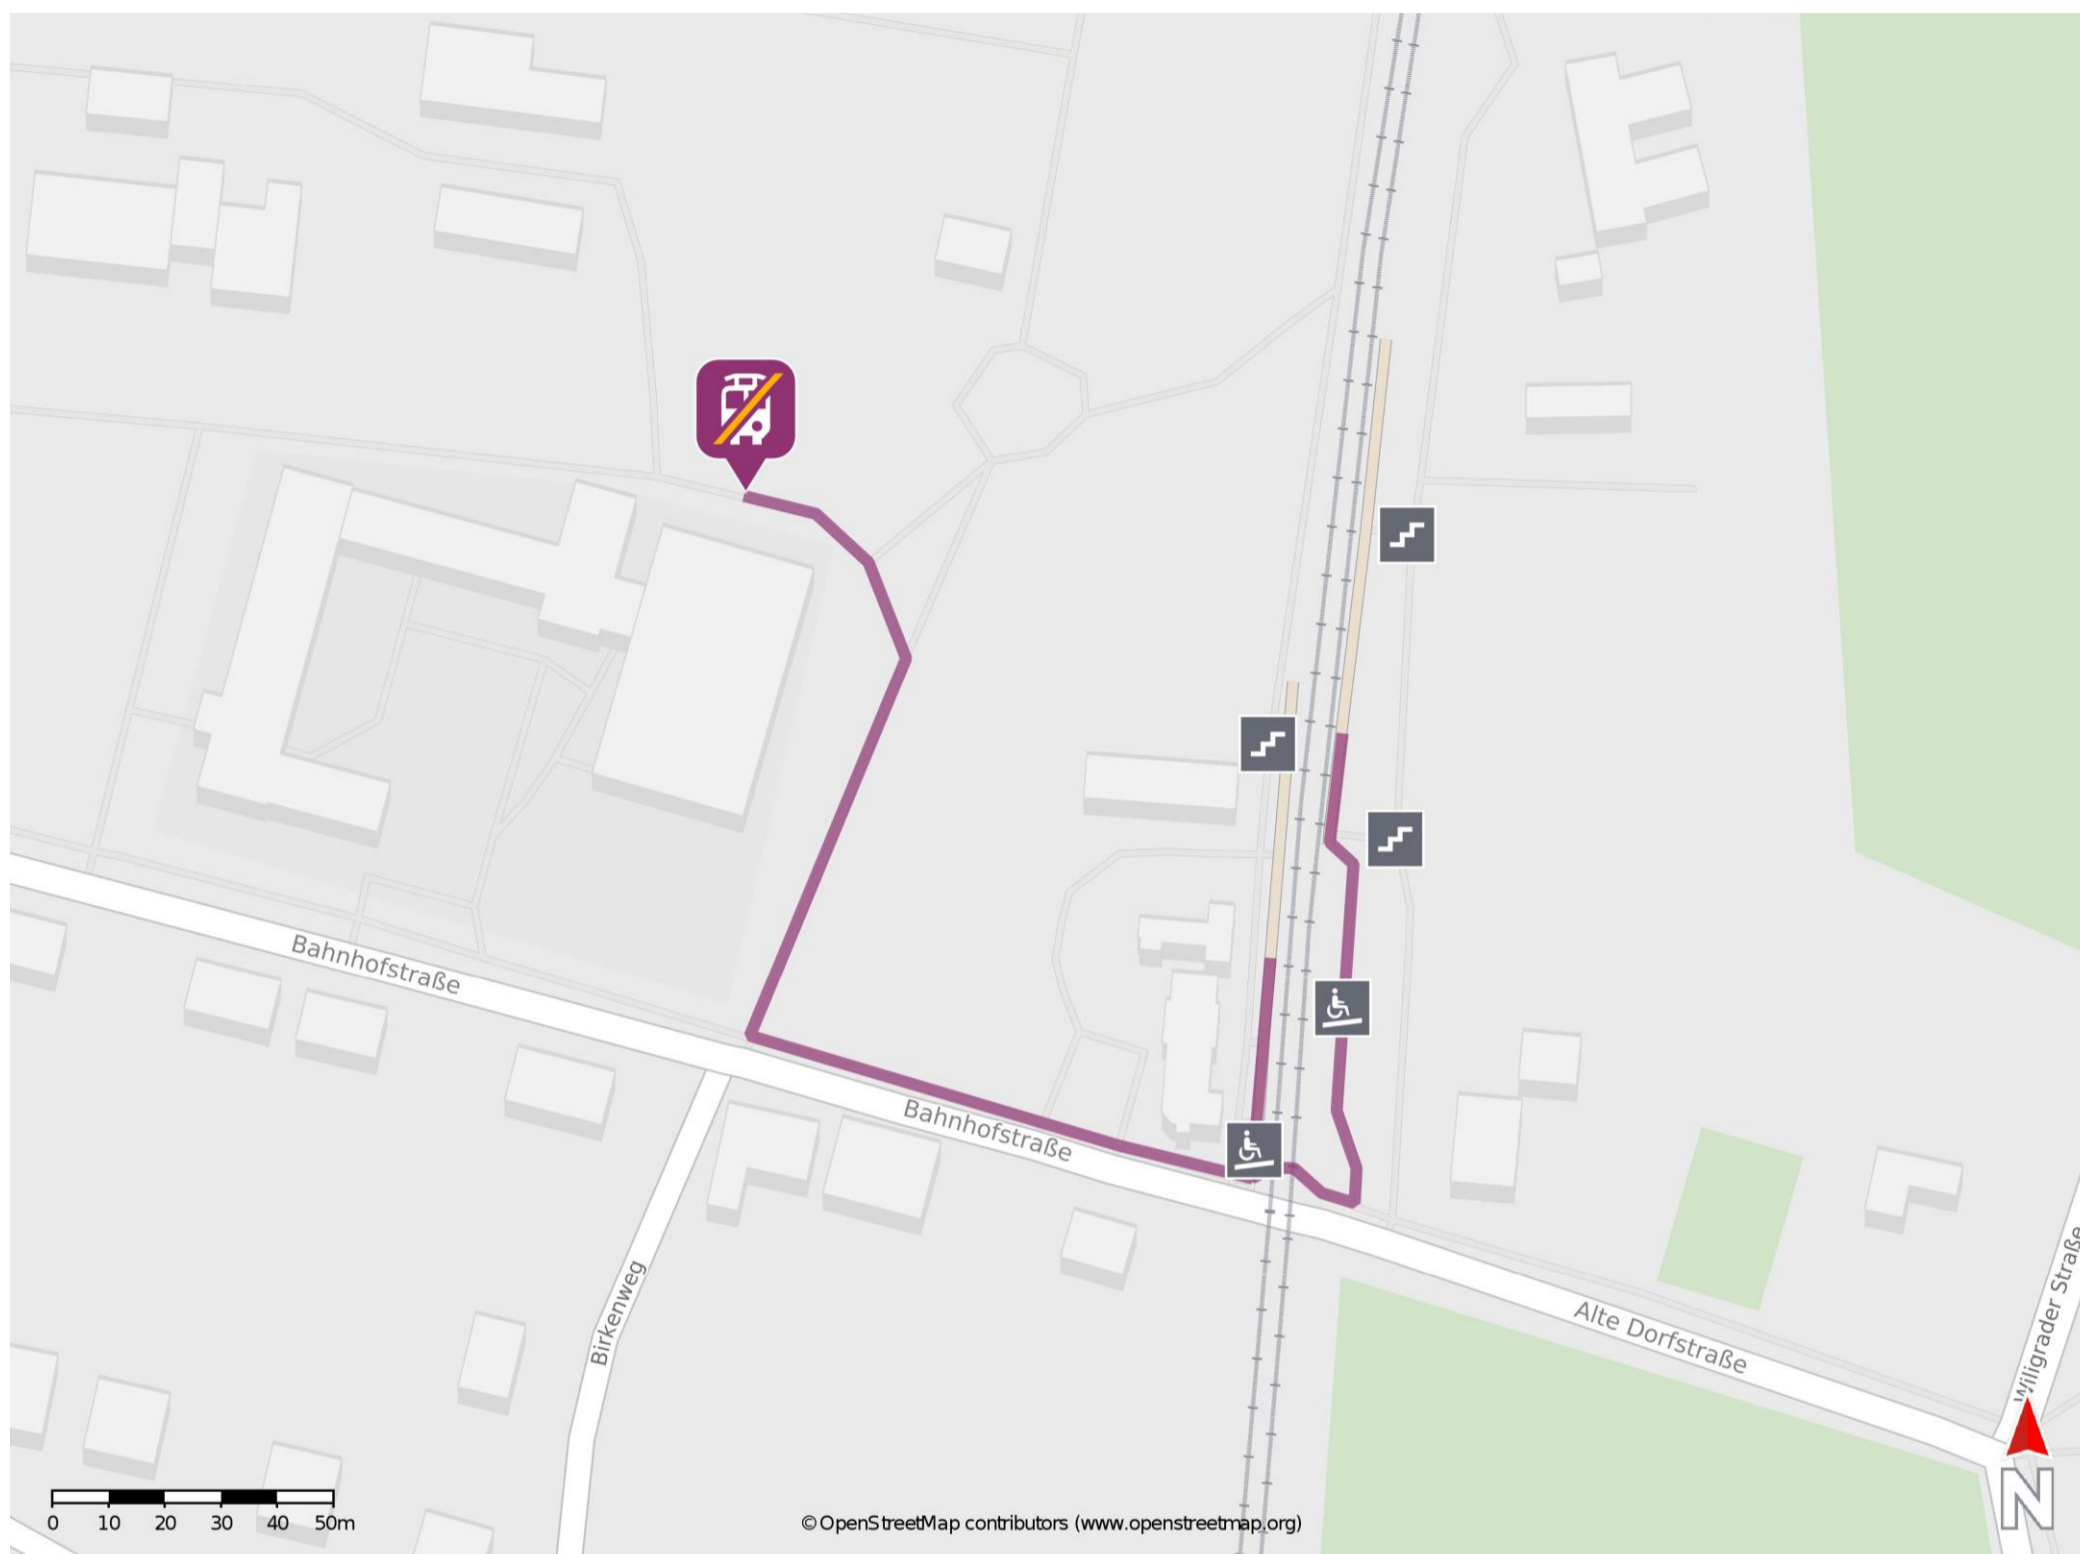 Bahnhofstraße
Bahnhofstraße
Birkenweg
Alte Dorfstraße
Wiligrader Straße
N
0 10 20 30 40 50m
© OpenStreetMap contributors (www.openstreetmap.org)